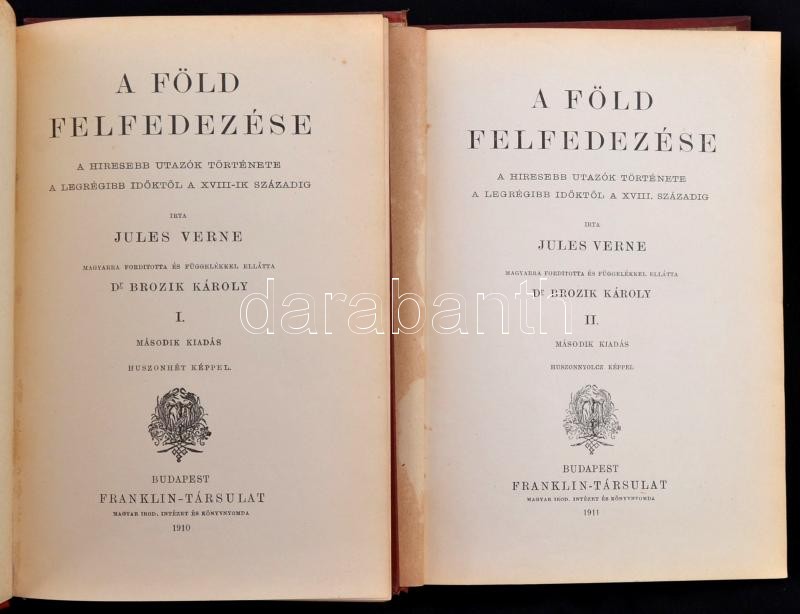 A FÖLD
FELFEDEZÉSE
A HIRESEBB UTAZÓK TÖRTÉNETE
A LEGRÉGIBB IDŐKTŐL A XVIII-IK SZÁZADIG
IRTA
JULES VERNE
MAGYARRA FORDITOTTA ÉS FÜGGELÉKKEL ELLÁTTA
Dr BROZIK KÁROLY
I.
MÁSODIK KIADÁS
HUSZONHÉT KÉPPEL.
BUDAPEST
FRANKLIN-TÁRSULAT
MAGYAR IROD. INTÉZET ÉS KÖNYVNYOMDA
1910
A FÖLD
FELFEDEZÉSE
A HIRESEBB UTAZÓK TÖRTÉNETE
A LEGRÉGIBB IDŐKTŐL A XVIII. SZÁZADIG
IRTA
JULES VERNE
MAGYARRA FORDITOTTA ÉS FÜGGELÉKKEL ELLÁTTA
Dr BROZIK KÁROLY
II.
MÁSODIK KIADÁS
HUSZONNYOLCZ KÉPPEL
BUDAPEST
FRANKLIN-TÁRSULAT
MAGYAR IROD. INTÉZET ÉS KÖNYVNYOMDA
1911
darabanth